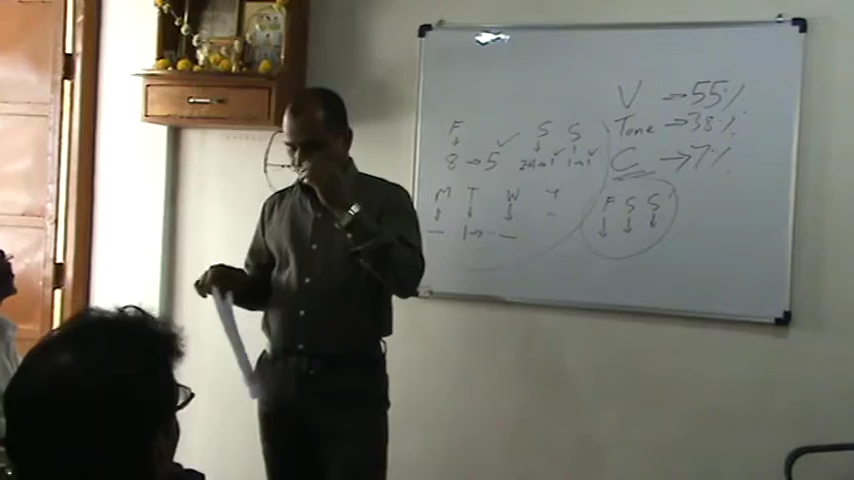 V → 55%
Tone → 38%
C → 7%
F S S
8 → 5
M T W
F S S